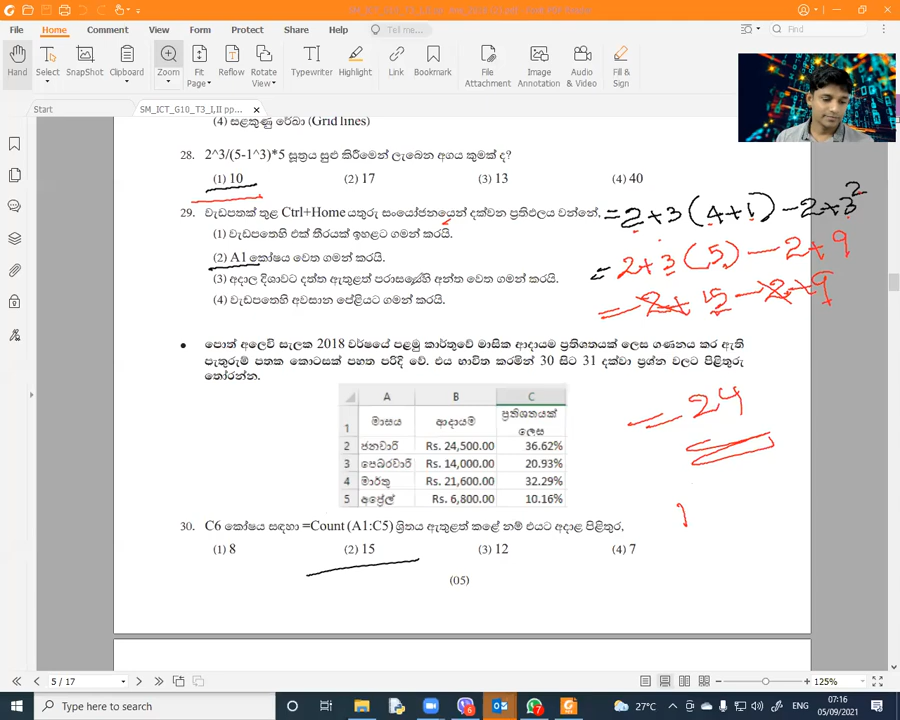 File Home Comment View Form Protect Share Help Tell me... Find
Hand Select SnapShot Clipboard Zoom Fit Page Reflow Rotate View Typewriter Highlight Link Bookmark File Attachment Image Annotation Audio & Video Fill & Sign
Start SM_ICT_G10_T3_I,II pp...
(4) සළකුණු රේඛා (Grid lines)
28. 2^3/(5-1^3)*5 සූත්‍රය සුළු කිරීමෙන් ලැබෙන අගය කුමක් ද?
(1) 10 (2) 17 (3) 13 (4) 40
29. වැඩපතක් තුළ Ctrl+Home යතුරු සංයෝජනයෙන් දක්වන ප්‍රතිඵලය වන්නේ,
(1) වැඩපතෙහි එක් තීරයක් ඉහළට ගමන් කරයි.
(2) A1 කෝෂය වෙත ගමන් කරයි.
(3) අදාල දිශාවට දත්ත ඇතුළත් පරාසයේහි අන්ත වෙත ගමන් කරයි.
(4) වැඩපතෙහි අවසාන පේළියට ගමන් කරයි.
= 2+3(4+1)-2+3^2
= 2+3(5)-2+9
= 2+15-2+9
= 24
• පොත් අලෙවි සැලක 2018 වර්ෂයේ පළමු කාර්තුවේ මාසික ආදායම ප්‍රතිශතයක් ලෙස ගණනය කර ඇති
පැතුරුම් පතක කොටසක් පහත පරිදි වේ. එය භාවිත කරමින් 30 සිට 31 දක්වා ප්‍රශ්න වලට පිළිතුරු
තෝරන්න.
A B C
1 මාසය ආදායම ප්‍රතිශතයක් ලෙස
2 ජනවාරි Rs. 24,500.00 36.62%
3 පෙබරවාරි Rs. 14,000.00 20.93%
4 මාර්තු Rs. 21,600.00 32.29%
5 අප්‍රේල් Rs. 6,800.00 10.16%
30. C6 කෝෂය සඳහා =Count (A1:C5) ශ්‍රිතය ඇතුළත් කළේ නම් එයට අදාළ පිළිතුර,
(1) 8 (2) 15 (3) 12 (4) 7
(05)
5 / 17 125%
Type here to search 27°C ENG 07:16
05/09/2021